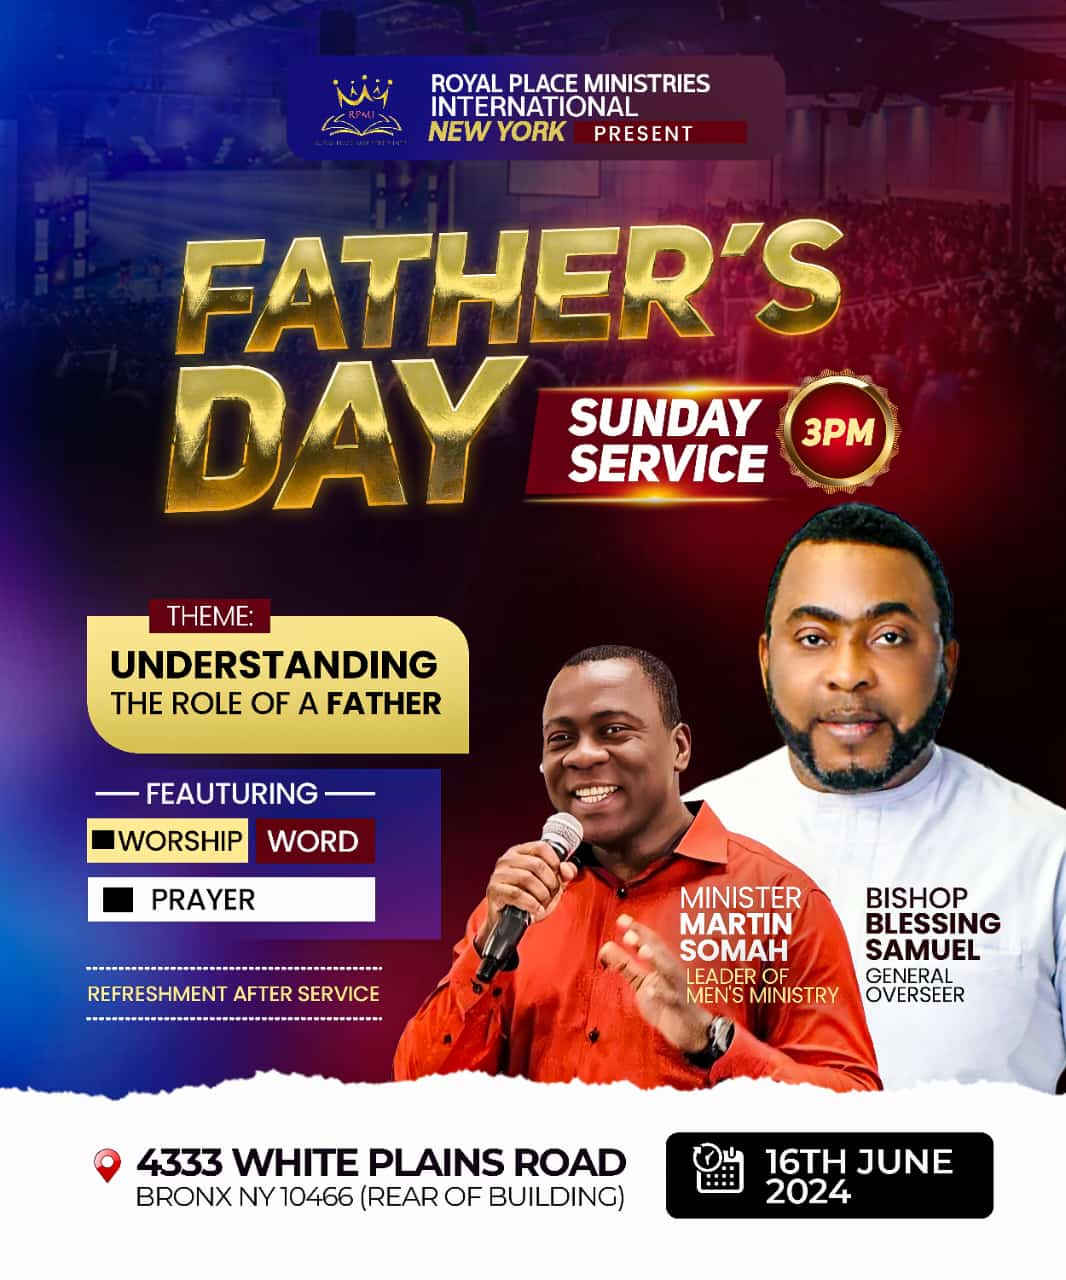 ROYAL PLACE MINISTRIES
INTERNATIONAL
NEW YORK PRESENT
RPMI
FATHER'S
DAY
SUNDAY
SERVICE
3PM
THEME:
UNDERSTANDING
THE ROLE OF A FATHER
FEAUTURING
WORSHIP WORD
PRAYER
REFRESHMENT AFTER SERVICE
MINISTER
MARTIN
SOMAH
LEADER OF
MEN'S MINISTRY
BISHOP
BLESSING
SAMUEL
GENERAL
OVERSEER
4333 WHITE PLAINS ROAD
BRONX NY 10466 (REAR OF BUILDING)
16TH JUNE
2024